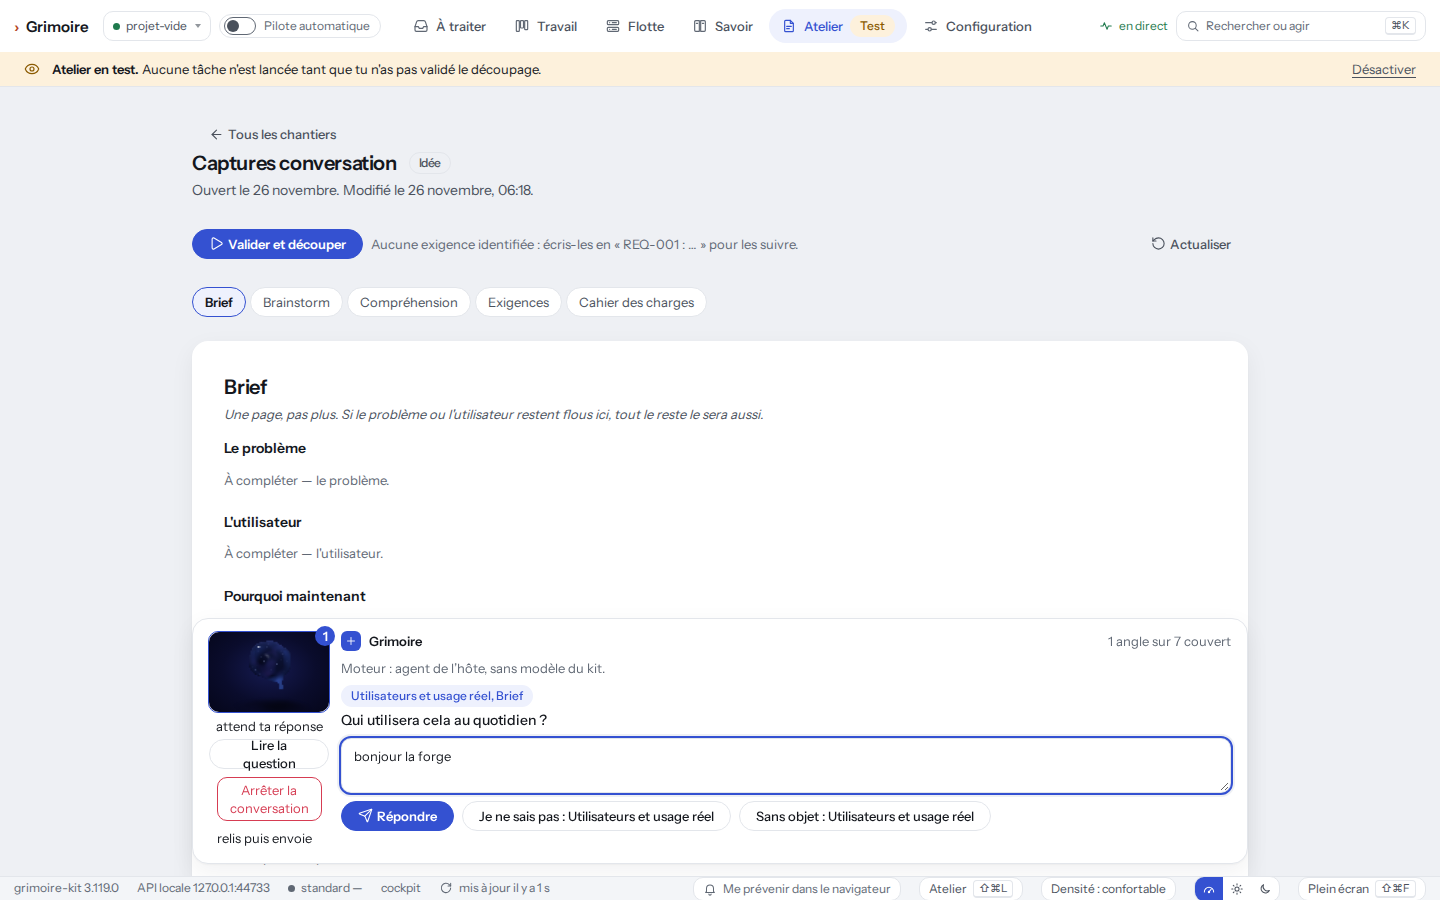 › Grimoire
projet-vide
Pilote automatique
À traiter
Travail
Flotte
Savoir
Atelier Test
Configuration
en direct
Rechercher ou agir ⌘K
Atelier en test. Aucune tâche n'est lancée tant que tu n'as pas validé le découpage.
Désactiver
← Tous les chantiers
Captures conversation Idée
Ouvert le 26 novembre. Modifié le 26 novembre, 06:18.
Valider et découper
Aucune exigence identifiée : écris-les en « REQ-001 : … » pour les suivre.
Actualiser
Brief
Brainstorm
Compréhension
Exigences
Cahier des charges
Brief
Une page, pas plus. Si le problème ou l'utilisateur restent flous ici, tout le reste le sera aussi.
Le problème
À compléter — le problème.
L'utilisateur
À compléter — l'utilisateur.
Pourquoi maintenant
1
attend ta réponse
Lire la
question
Arrêter la
conversation
relis puis envoie
Grimoire
1 angle sur 7 couvert
Moteur : agent de l'hôte, sans modèle du kit.
Utilisateurs et usage réel, Brief
Qui utilisera cela au quotidien ?
bonjour la forge
Répondre
Je ne sais pas : Utilisateurs et usage réel
Sans objet : Utilisateurs et usage réel
grimoire-kit 3.119.0
API locale 127.0.0.1:44733
standard —
cockpit
mis à jour il y a 1 s
Me prévenir dans le navigateur
Atelier ⇧⌘L
Densité : confortable
Plein écran ⇧⌘F